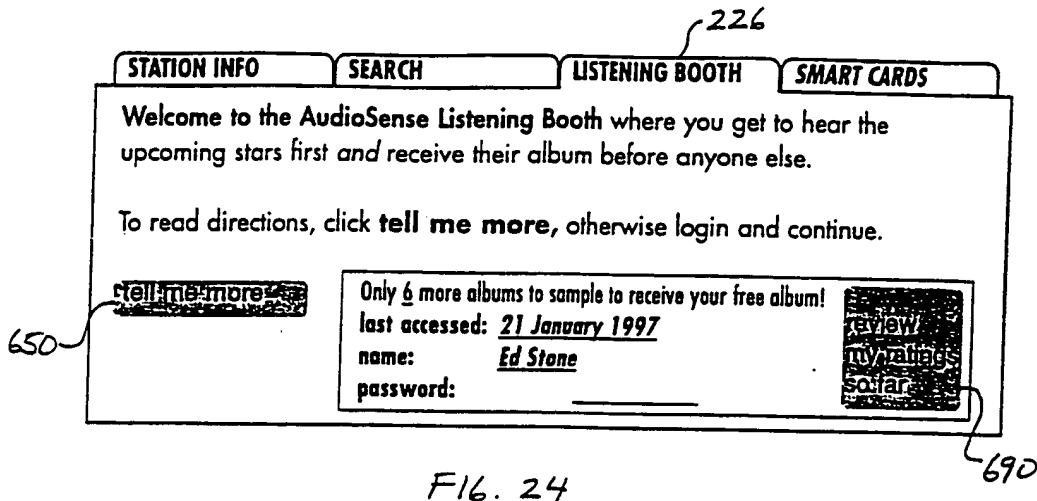 226
STATION INFO SEARCH LISTENING BOOTH SMART CARDS
Welcome to the AudioSense Listening Booth where you get to hear the
upcoming stars first and receive their album before anyone else.
To read directions, click tell me more, otherwise login and continue.
tell me more
650
Only 6 more albums to sample to receive your free album!
last accessed: 21 January 1997
name: Ed Stone
password:
review
my ratings
so far
690
FIG. 24